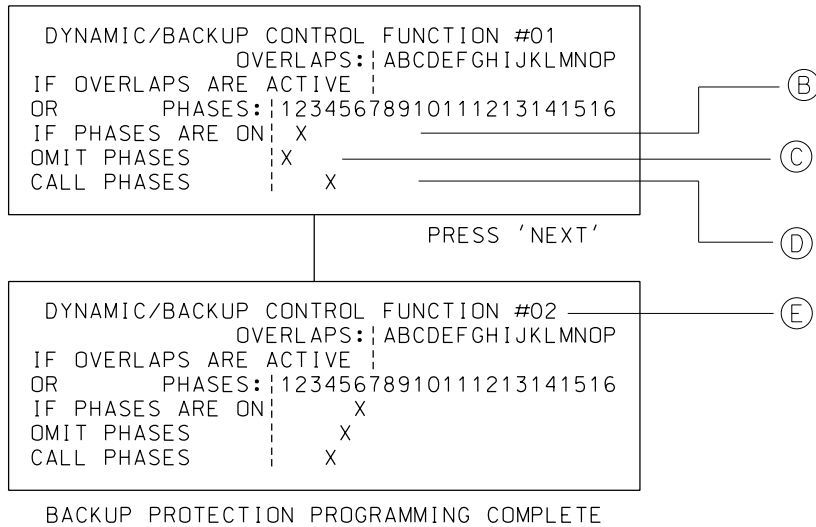 DYNAMIC/BACKUP CONTROL FUNCTION #01
OVERLAPS:¦ABCDEFGHIJKLMNOP
IF OVERLAPS ARE ACTIVE ¦
OR PHASES:¦12345678910111213141516
IF PHASES ARE ON¦ X
B
OMIT PHASES ¦X
C
CALL PHASES ¦ X
D
PRESS 'NEXT'
DYNAMIC/BACKUP CONTROL FUNCTION #02
E
OVERLAPS:¦ABCDEFGHIJKLMNOP
IF OVERLAPS ARE ACTIVE ¦
OR PHASES:¦12345678910111213141516
IF PHASES ARE ON¦ X
OMIT PHASES ¦ X
CALL PHASES ¦ X
BACKUP PROTECTION PROGRAMMING COMPLETE